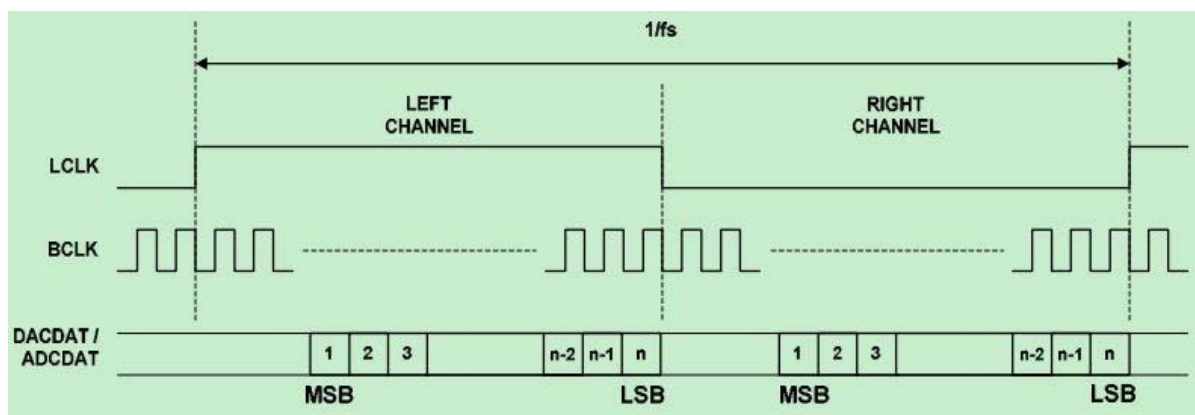 1/fs
LEFT
CHANNEL
RIGHT
CHANNEL
LCLK
BCLK
DACDAT /
ADCDAT
1 2 3 n-2 n-1 n 1 2 3 n-2 n-1 n
MSB LSB MSB LSB